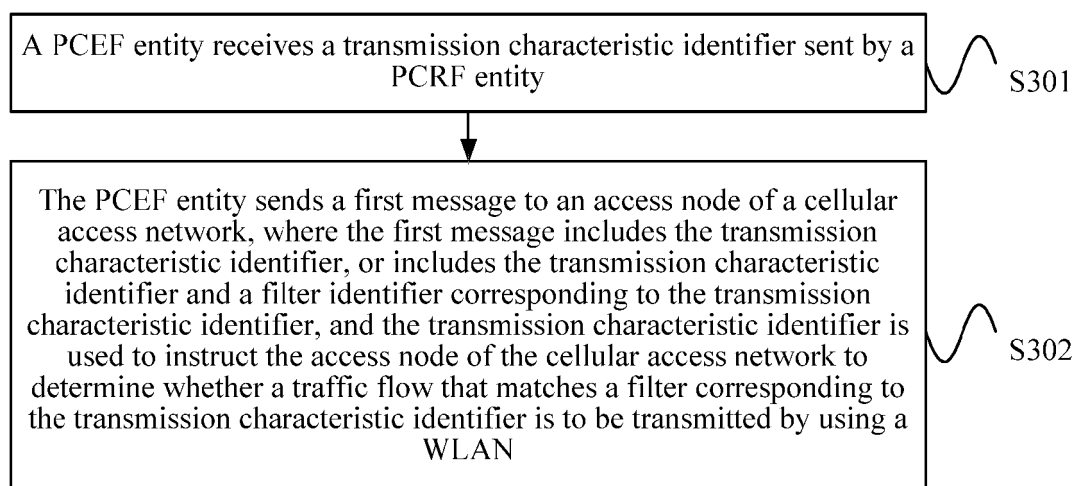 A PCEF entity receives a transmission characteristic identifier sent by a
PCRF entity
S301
The PCEF entity sends a first message to an access node of a cellular
access network, where the first message includes the transmission
characteristic identifier, or includes the transmission characteristic
identifier and a filter identifier corresponding to the transmission
characteristic identifier, and the transmission characteristic identifier is
used to instruct the access node of the cellular access network to
determine whether a traffic flow that matches a filter corresponding to
the transmission characteristic identifier is to be transmitted by using a
WLAN
S302